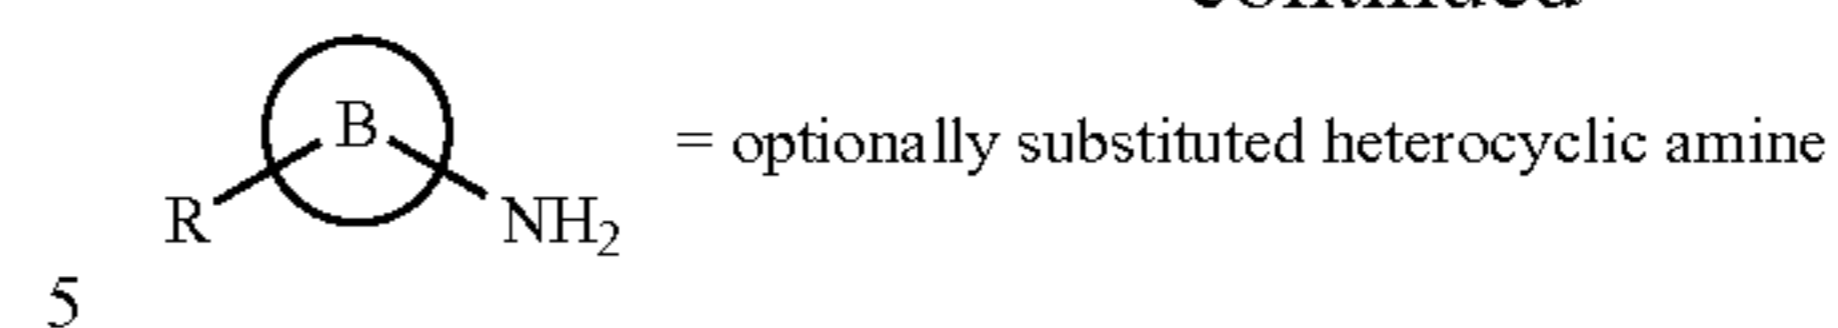 B
= optionally substituted heterocyclic amine
R
NH₂
5